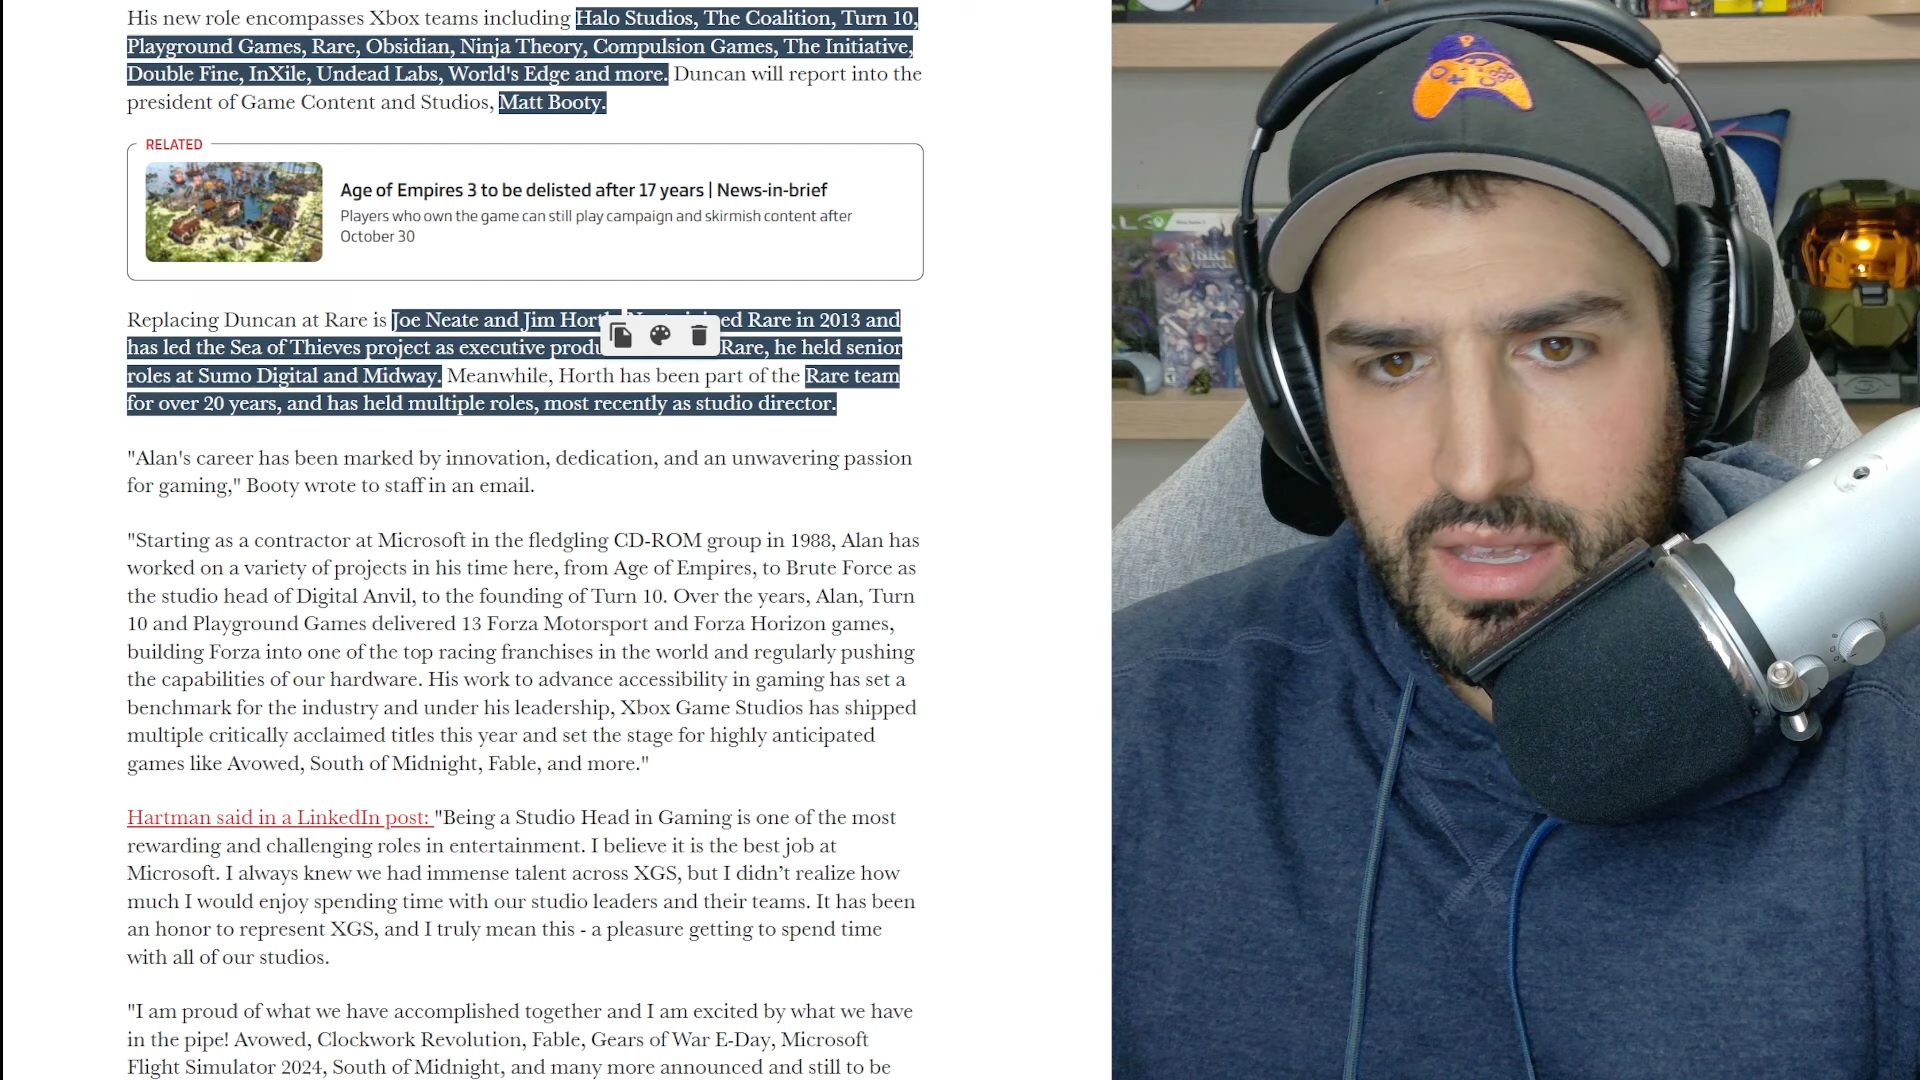 His new role encompasses Xbox teams including Halo Studios, The Coalition, Turn 10,
Playground Games, Rare, Obsidian, Ninja Theory, Compulsion Games, The Initiative,
Double Fine, InXile, Undead Labs, World's Edge and more. Duncan will report into the
president of Game Content and Studios, Matt Booty.
RELATED
Age of Empires 3 to be delisted after 17 years | News-in-brief
Players who own the game can still play campaign and skirmish content after
October 30
Replacing Duncan at Rare is Joe Neate and Jim Horth. ed Rare in 2013 and
has led the Sea of Thieves project as executive produ Rare, he held senior
roles at Sumo Digital and Midway. Meanwhile, Horth has been part of the Rare team
for over 20 years, and has held multiple roles, most recently as studio director.
"Alan's career has been marked by innovation, dedication, and an unwavering passion
for gaming," Booty wrote to staff in an email.
"Starting as a contractor at Microsoft in the fledgling CD-ROM group in 1988, Alan has
worked on a variety of projects in his time here, from Age of Empires, to Brute Force as
the studio head of Digital Anvil, to the founding of Turn 10. Over the years, Alan, Turn
10 and Playground Games delivered 13 Forza Motorsport and Forza Horizon games,
building Forza into one of the top racing franchises in the world and regularly pushing
the capabilities of our hardware. His work to advance accessibility in gaming has set a
benchmark for the industry and under his leadership, Xbox Game Studios has shipped
multiple critically acclaimed titles this year and set the stage for highly anticipated
games like Avowed, South of Midnight, Fable, and more."
Hartman said in a LinkedIn post: "Being a Studio Head in Gaming is one of the most
rewarding and challenging roles in entertainment. I believe it is the best job at
Microsoft. I always knew we had immense talent across XGS, but I didn’t realize how
much I would enjoy spending time with our studio leaders and their teams. It has been
an honor to represent XGS, and I truly mean this - a pleasure getting to spend time
with all of our studios.
"I am proud of what we have accomplished together and I am excited by what we have
in the pipe! Avowed, Clockwork Revolution, Fable, Gears of War E-Day, Microsoft
Flight Simulator 2024, South of Midnight, and many more announced and still to be